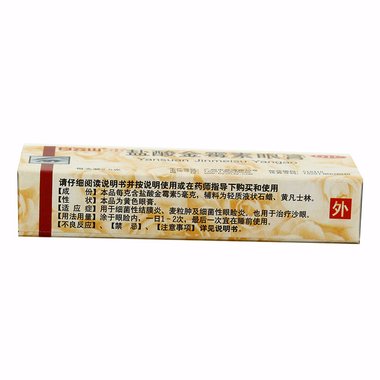 白云山
盐酸金霉素眼膏
Yansuan Jinmeisu Yangao
请仔细阅读说明书并按说明使用或在药师指导下购买和使用
【成 份】本品每克含盐酸金霉素5毫克，辅料为轻质液状石蜡、黄凡士林。
【性 状】本品为黄色眼膏。
【适 应 症】用于细菌性结膜炎、麦粒肿及细菌性眼睑炎，也用于治疗沙眼。
【用法用量】涂于眼睑内，一日1-2次，最后一次宜在睡前使用。
【不良反应】、【禁 忌】、【注意事项】详见说明书。
外